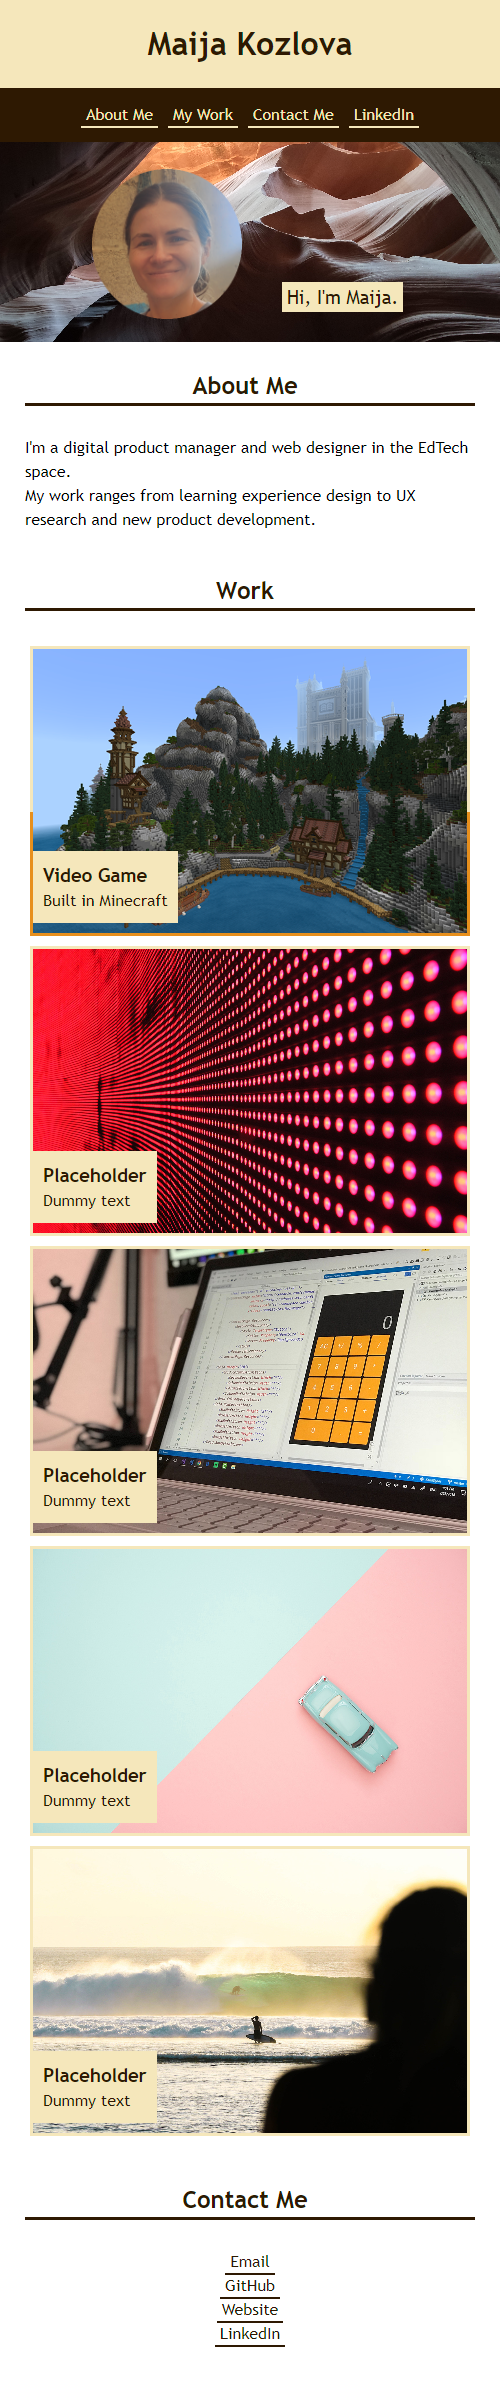 Maija Kozlova
About Me
My Work
Contact Me
LinkedIn
Hi, I'm Maija.
About Me
I'm a digital product manager and web designer in the EdTech
space.
My work ranges from learning experience design to UX
research and new product development.
Work
Video Game
Built in Minecraft
Placeholder
Dummy text
0
Placeholder
Dummy text
Placeholder
Dummy text
Placeholder
Dummy text
Contact Me
Email
GitHub
Website
LinkedIn